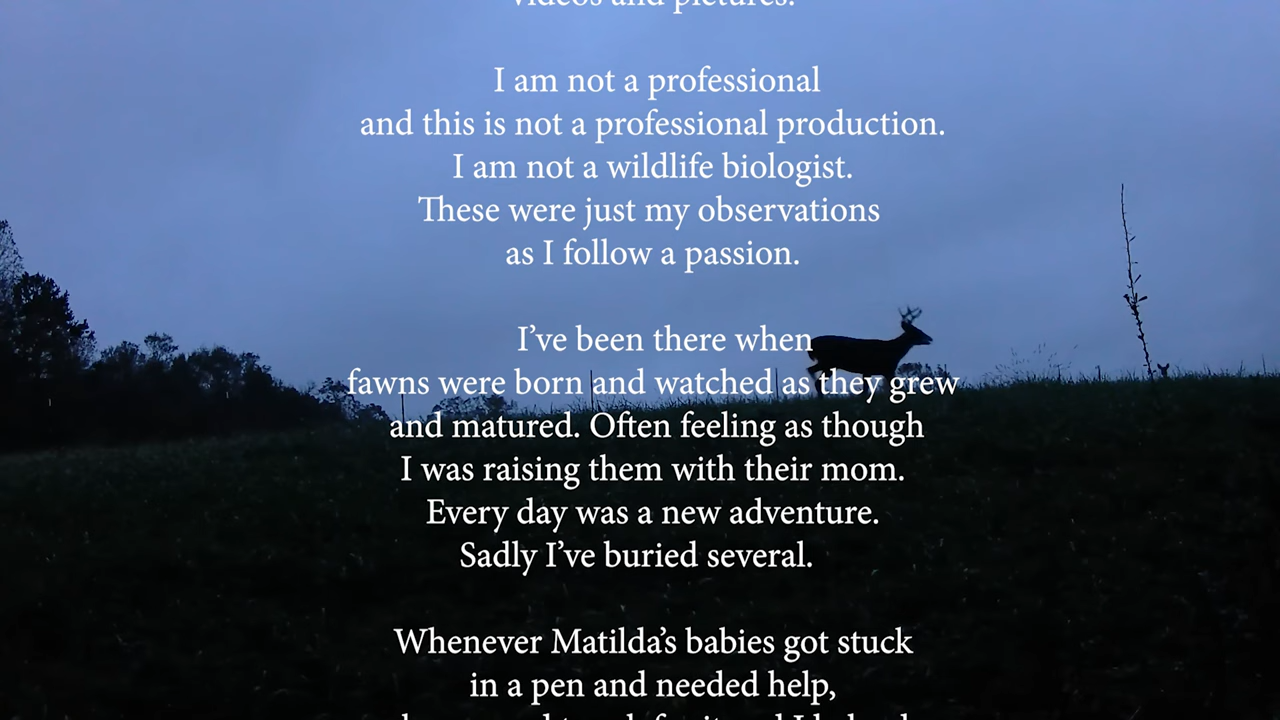 videos and pictures.
I am not a professional
and this is not a professional production.
I am not a wildlife biologist.
These were just my observations
as I follow a passion.
I've been there when
fawns were born and watched as they grew
and matured. Often feeling as though
I was raising them with their mom.
Every day was a new adventure.
Sadly I've buried several.
Whenever Matilda's babies got stuck
in a pen and needed help,